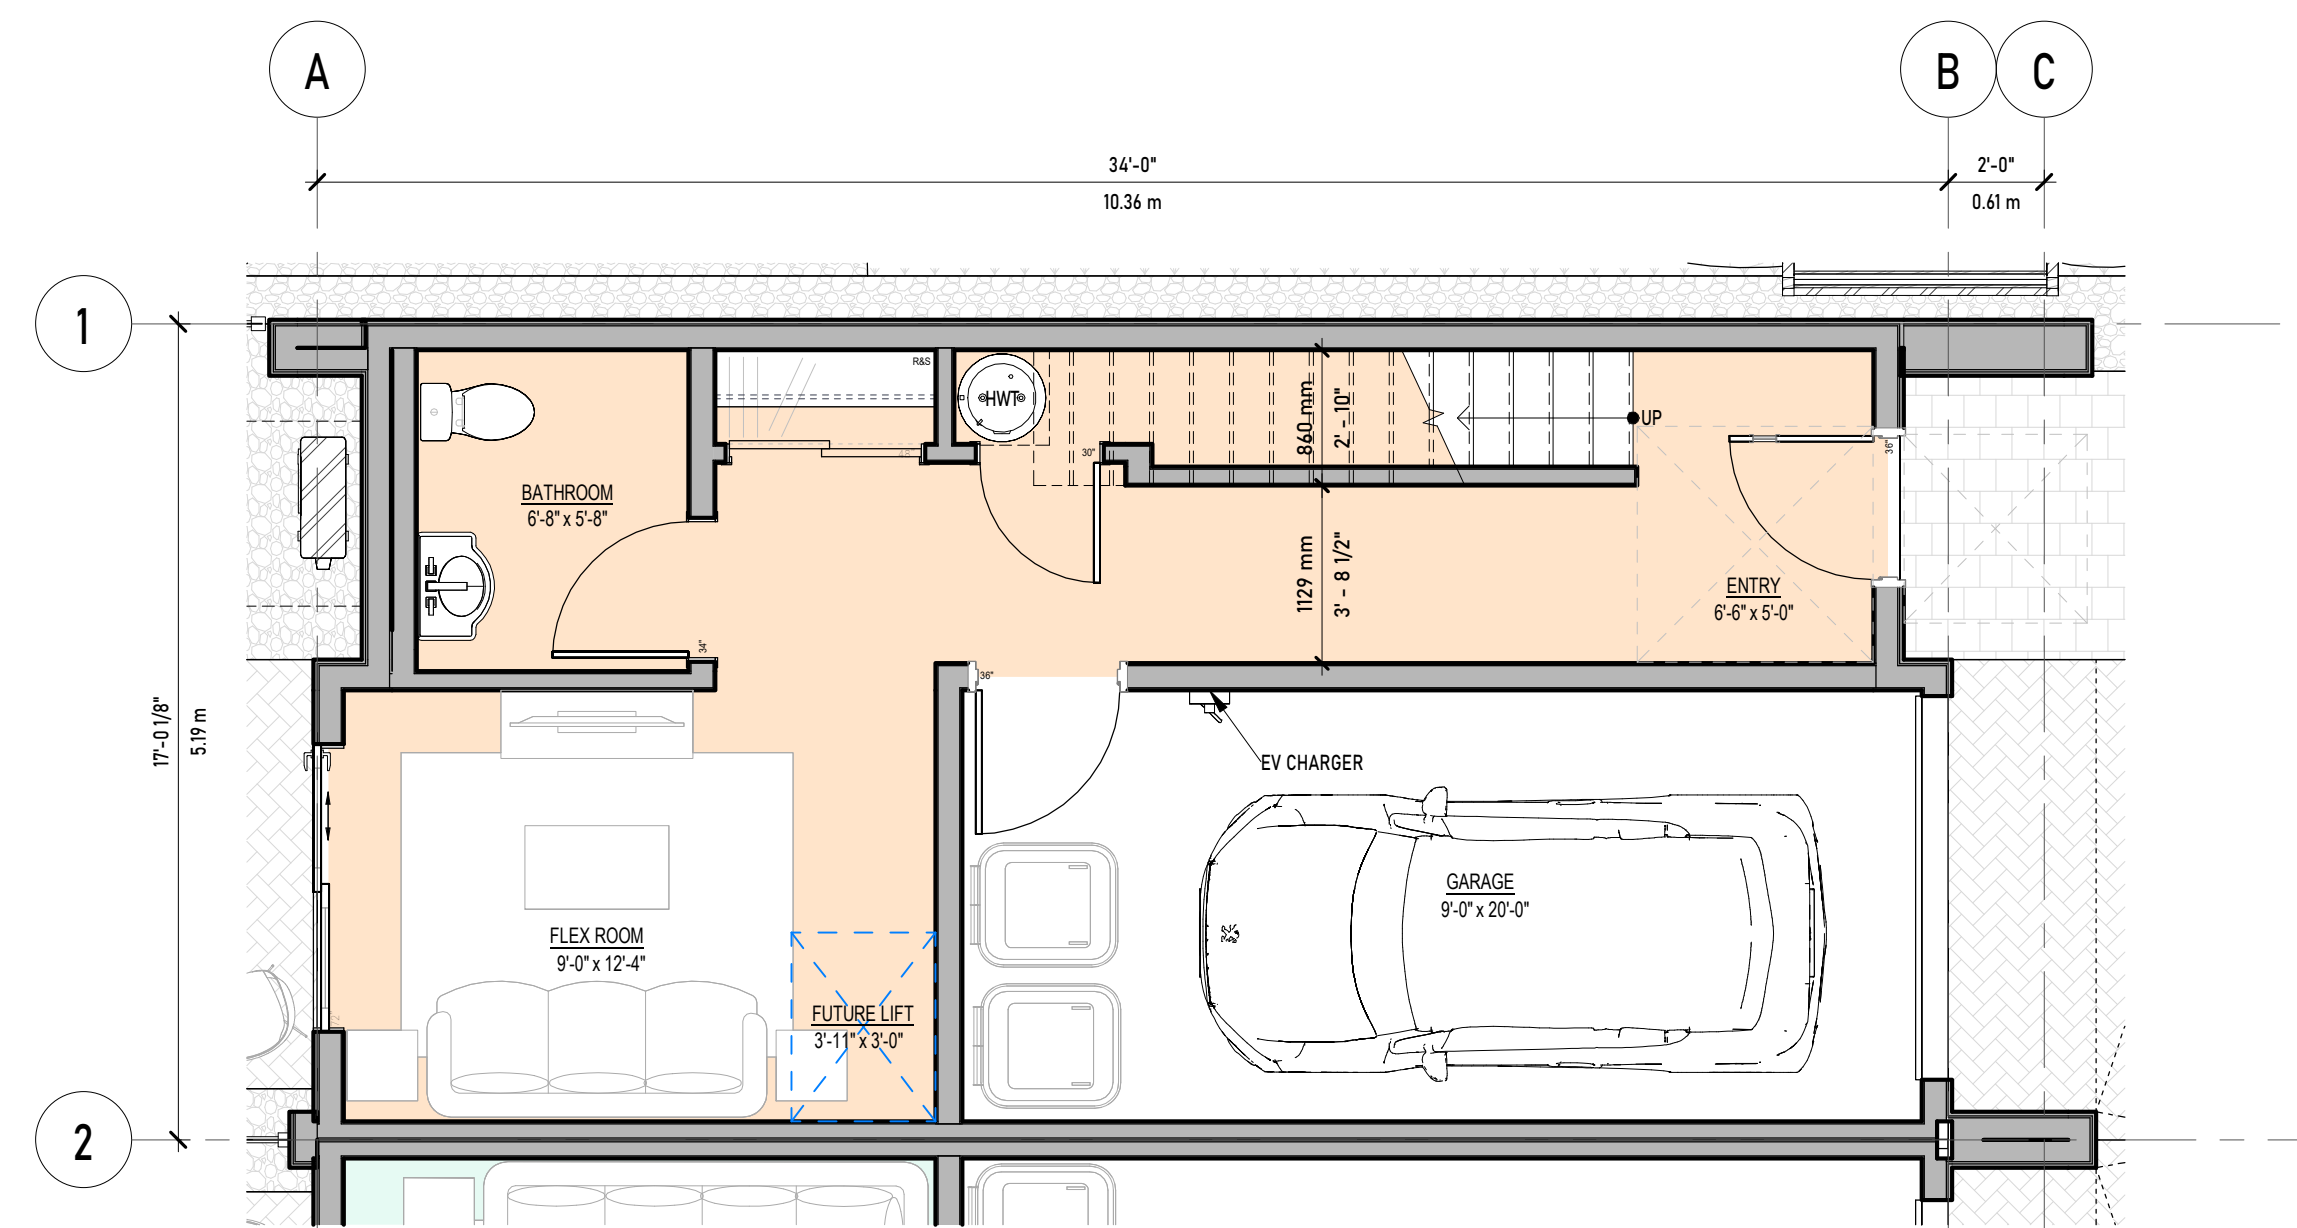 A
B
C
34'-0"
2'-0"
10.36 m
0.61 m
1
17'-0 1/8"
5.19 m
2
R&S
HWT
860 mm
2' - 10"
UP
36"
30"
48"
BATHROOM
6'-8" x 5'-8"
1129 mm
3' - 8 1/2"
ENTRY
6'-6" x 5'-0"
34"
36"
EV CHARGER
GARAGE
9'-0" x 20'-0"
FLEX ROOM
9'-0" x 12'-4"
FUTURE LIFT
3'-11" x 3'-0"
72"